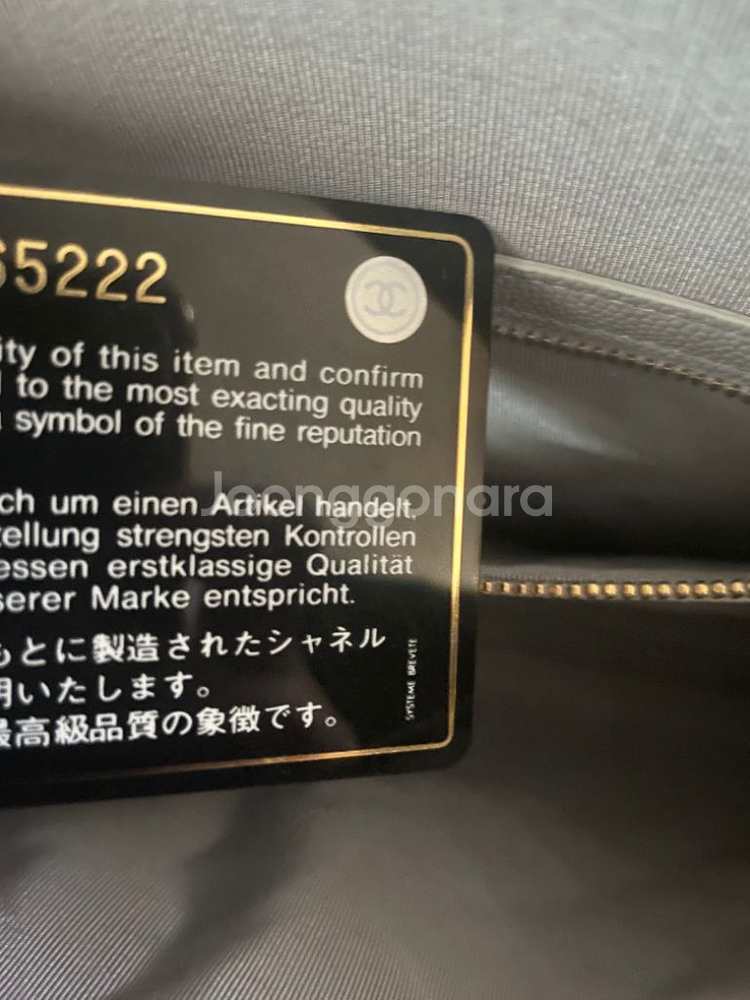 65222
ity of this item and confirm
to the most exacting quality
symbol of the fine reputation
ch um einen Artikel handelt,
tellung strengsten Kontrollen
essen erstklassige Qualität
serer Marke entspricht.
もとに製造されたシャネル
明いたします。
最高級品質の象徴です。
SYSTEME BREVETE
Joonggonara